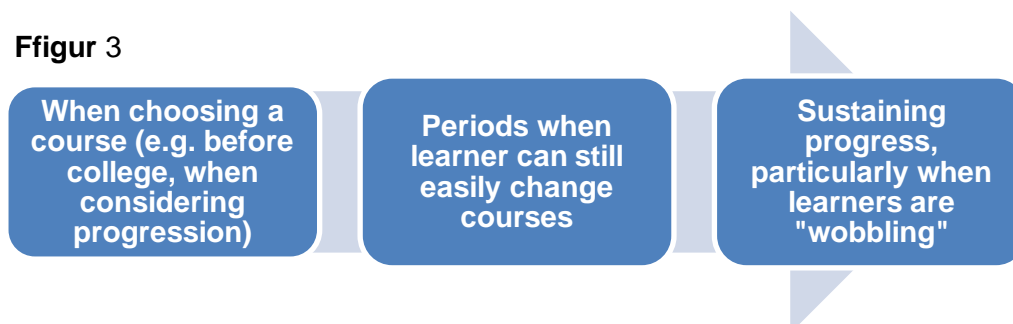 Ffigur 3
When choosing a
course (e.g. before
college, when
considering
progression)
Periods when
learner can still
easily change
courses
Sustaining
progress,
particularly when
learners are
"wobbling"